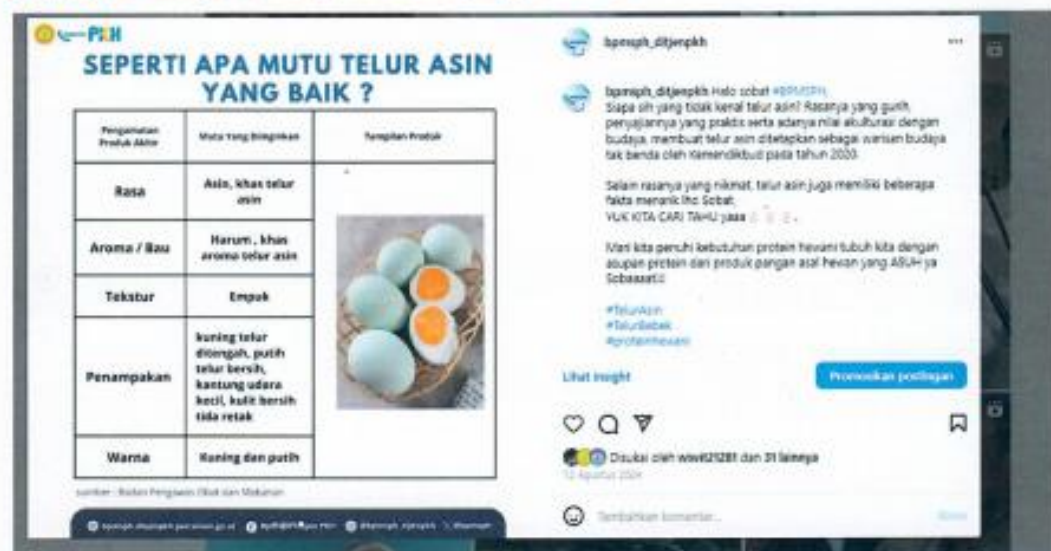 PKH
SEPERTI APA MUTU TELUR ASIN
YANG BAIK ?
Pengamatan
Produk Akhir
Mutu Yang Diinginkan
Tampilan Produk
Rasa
Asin, khas telur
asin
Aroma / Bau
Harum , khas
aroma telur asin
Tekstur
Empuk
Penampakan
kuning telur
ditengah, putih
telur bersih,
kantung udara
kecil, kulit bersih
tida retak
Warna
Kuning dan putih
sumber : Badan Pengawas Obat dan Makanan
bpmsph_ditjenpkh
bpmsph_ditjenpkh Halo sobat #BPMSPH,
Siapa sih yang tidak kenal telur asin? Rasanya yang gurih,
penyajiannya yang praktis serta adanya nilai akulturasi dengan
budaya, membuat telur asin ditetapkan sebagai warisan budaya
tak benda oleh Kemendikbud pada tahun 2020.
Selain rasanya yang nikmat, telur asin juga memiliki beberapa
fakta menarik lho Sobat,
YUK KITA CARI TAHU yaaa
Mari kita penuhi kebutuhan protein hewani tubuh kita dengan
asupan protein dari produk pangan asal hewan yang ASUH ya
Sobaaaat
#TelurAsin
#TelurBebek
#proteinhewani
Lihat Insight
Promosikan postingan
Disukai oleh wiwit21281 dan 31 lainnya
12 Agustus 2024
Tambahkan komentar...